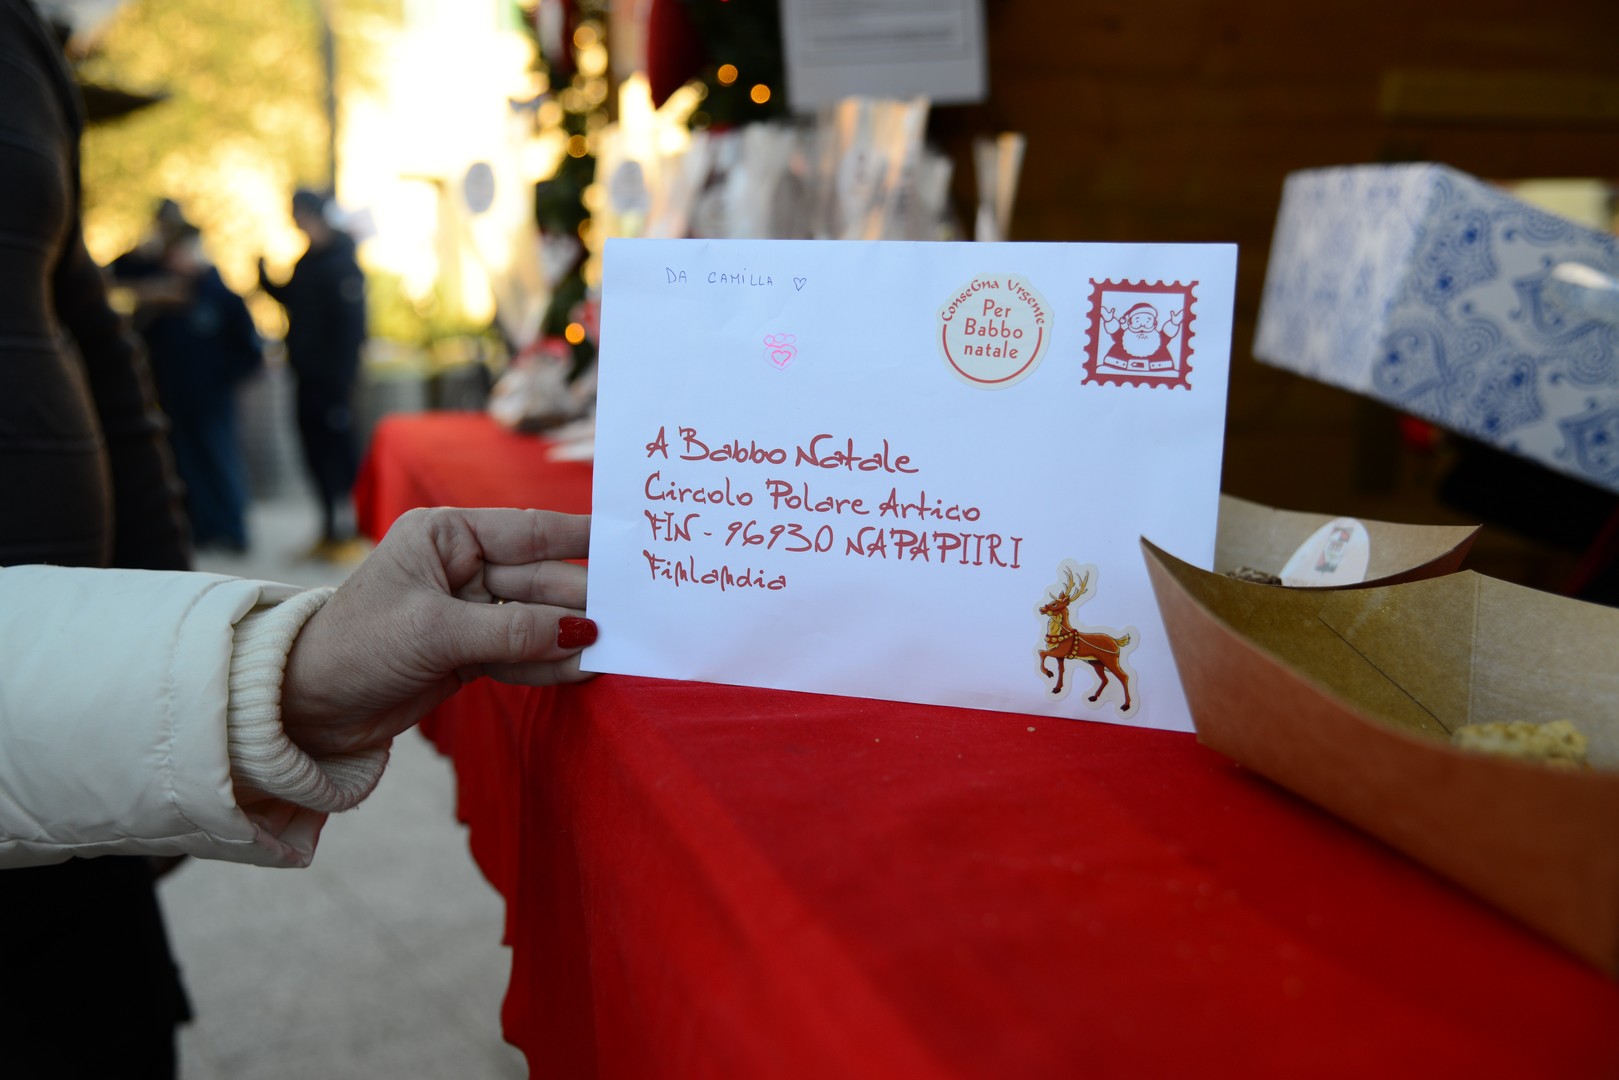 DA CAMILLA ♡
ConseGna Urgente
Per
Babbo
natale
A Babbo Natale
Circolo Polare Artico
FIN - 96930 NAPAPIIRI
Finlandia